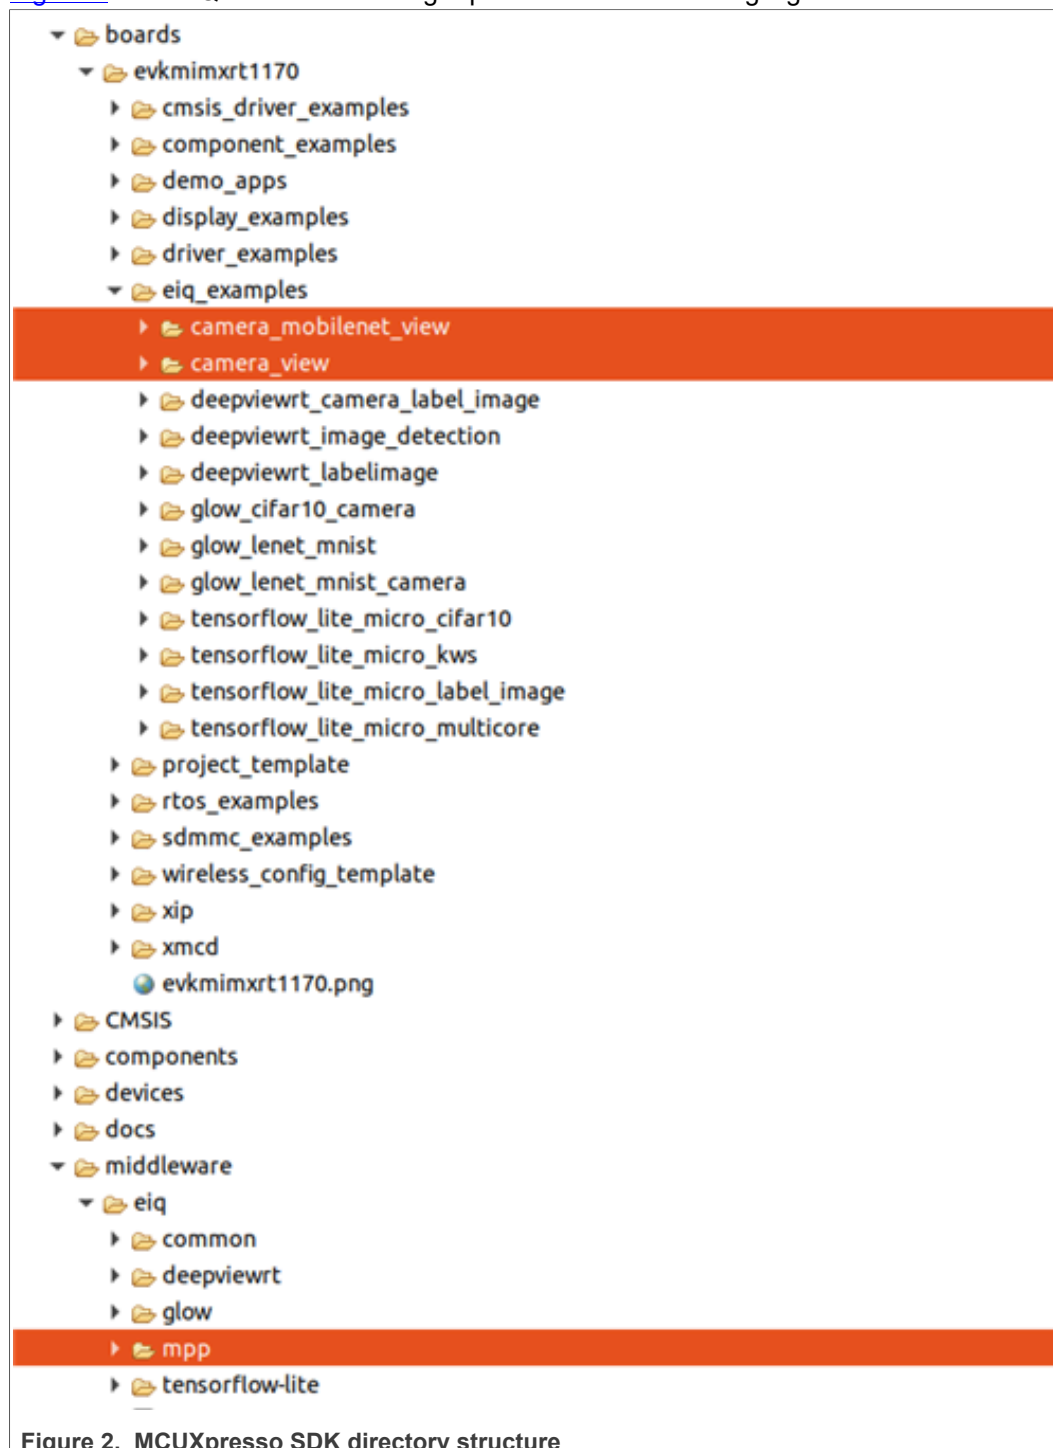 boards
evkmimxrt1170
cmsis_driver_examples
component_examples
demo_apps
display_examples
driver_examples
eiq_examples
camera_mobilenet_view
camera_view
deepviewrt_camera_label_image
deepviewrt_image_detection
deepviewrt_labelimage
glow_cifar10_camera
glow_lenet_mnist
glow_lenet_mnist_camera
tensorflow_lite_micro_cifar10
tensorflow_lite_micro_kws
tensorflow_lite_micro_label_image
tensorflow_lite_micro_multicore
project_template
rtos_examples
sdmmc_examples
wireless_config_template
xip
xmcd
evkmimxrt1170.png
CMSIS
components
devices
docs
middleware
eiq
common
deepviewrt
glow
mpp
tensorflow-lite
Figure 2. MCUXpresso SDK directory structure